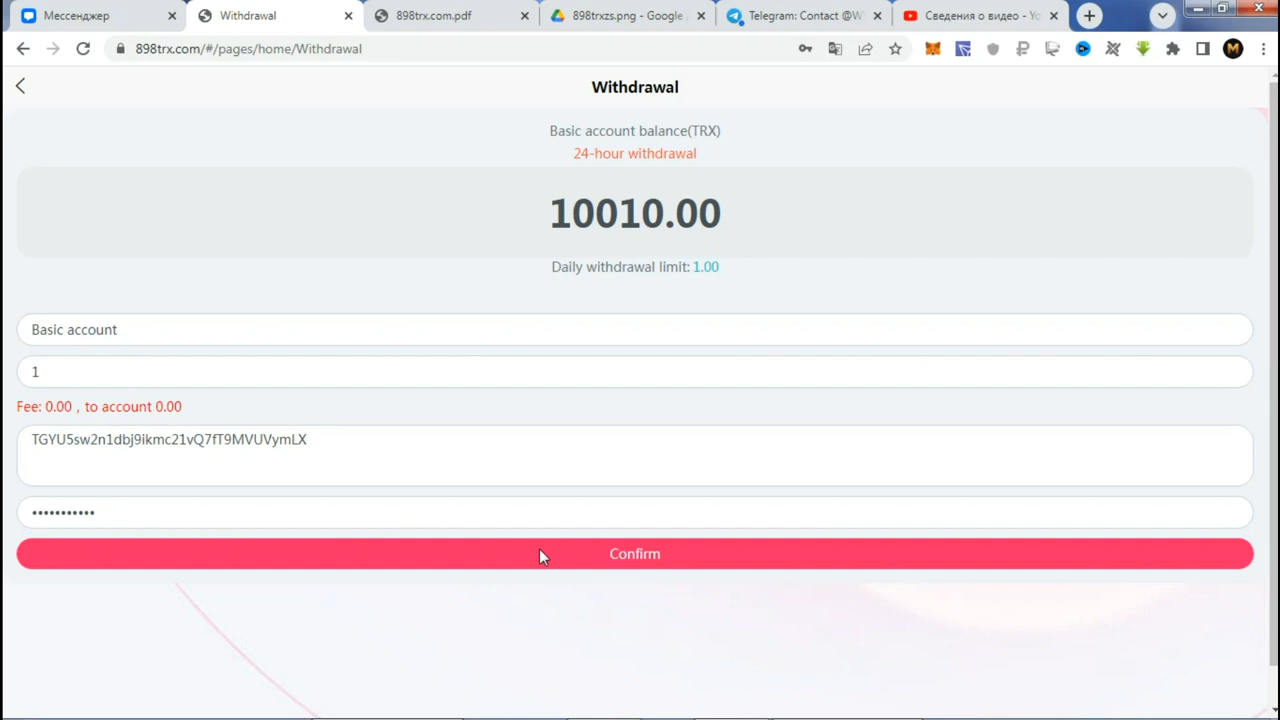 Мессенджер
Withdrawal
898trx.com.pdf
898trxzs.png - Google
Telegram: Contact @W
Сведения о видео - Yo
898trx.com/#/pages/home/Withdrawal
M
Withdrawal
Basic account balance(TRX)
24-hour withdrawal
10010.00
Daily withdrawal limit: 1.00
Basic account
1
Fee: 0.00 , to account 0.00
TGYU5sw2n1dbj9ikmc21vQ7fT9MVUVymLX
•••••••••••
Confirm